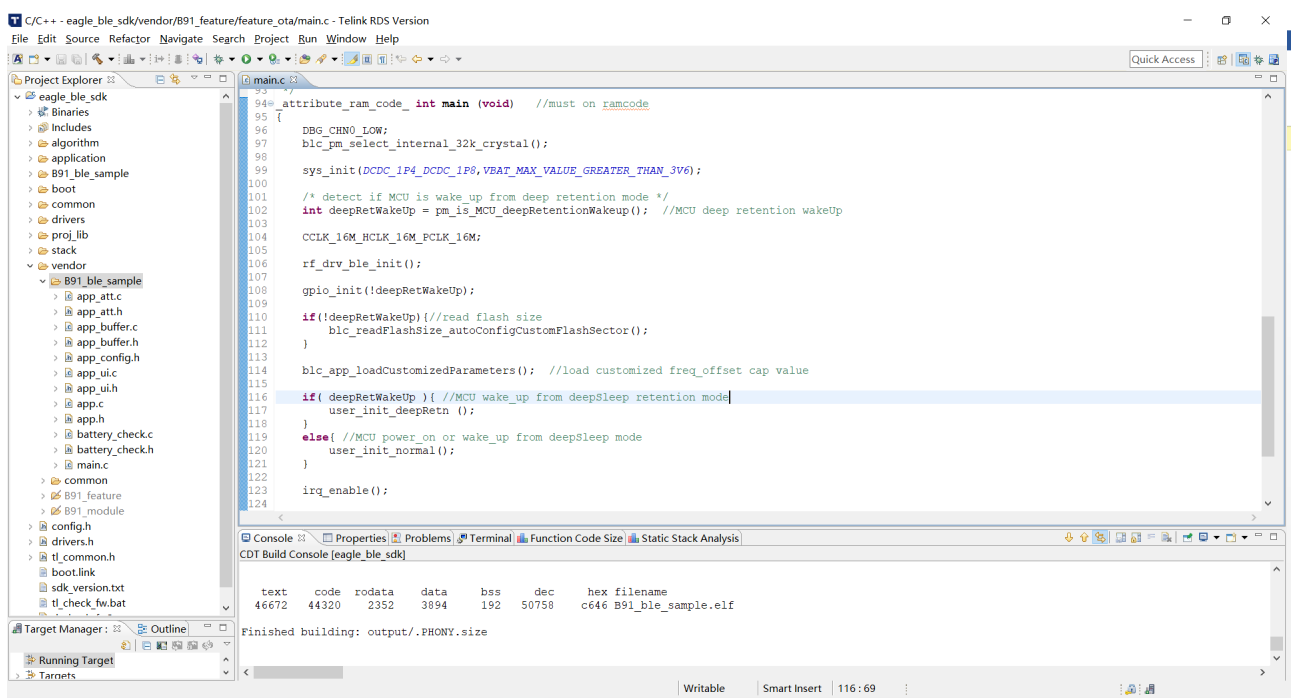 C/C++ - eagle_ble_sdk/vendor/B91_feature/feature_ota/main.c - Telink RDS Version
File Edit Source Refactor Navigate Search Project Run Window Help
Quick Access
Project Explorer
eagle_ble_sdk
Binaries
Includes
algorithm
application
B91_ble_sample
boot
common
drivers
proj_lib
stack
vendor
B91_ble_sample
app_att.c
app_att.h
app_buffer.c
app_buffer.h
app_config.h
app_ui.c
app_ui.h
app.c
app.h
battery_check.c
battery_check.h
main.c
common
B91_feature
B91_module
config.h
drivers.h
tl_common.h
boot.link
sdk_version.txt
tl_check_fw.bat
main.c
93 */
94 _attribute_ram_code_ int main (void) //must on ramcode
95 {
96 DBG_CHN0_LOW;
97 blc_pm_select_internal_32k_crystal();
98
99 sys_init(DCDC_1P4_DCDC_1P8,VBAT_MAX_VALUE_GREATER_THAN_3V6);
100
101 /* detect if MCU is wake_up from deep retention mode */
102 int deepRetWakeUp = pm_is_MCU_deepRetentionWakeup(); //MCU deep retention wakeUp
103
104 CCLK_16M_HCLK_16M_PCLK_16M;
105
106 rf_drv_ble_init();
107
108 gpio_init(!deepRetWakeUp);
109
110 if(!deepRetWakeUp){//read flash size
111 blc_readFlashSize_autoConfigCustomFlashSector();
112 }
113
114 blc_app_loadCustomizedParameters(); //load customized freq_offset cap value
115
116 if( deepRetWakeUp ){ //MCU wake_up from deepSleep retention mode
117 user_init_deepRetn ();
118 }
119 else{ //MCU power_on or wake_up from deepSleep mode
120 user_init_normal();
121 }
122
123 irq_enable();
124
Console Properties Problems Terminal Function Code Size Static Stack Analysis
CDT Build Console [eagle_ble_sdk]
text code rodata data bss dec hex filename
46672 44320 2352 3894 192 50758 c646 B91_ble_sample.elf
Finished building: output/.PHONY.size
Target Manager : Outline
Running Target
Targets
Writable Smart Insert 116 : 69